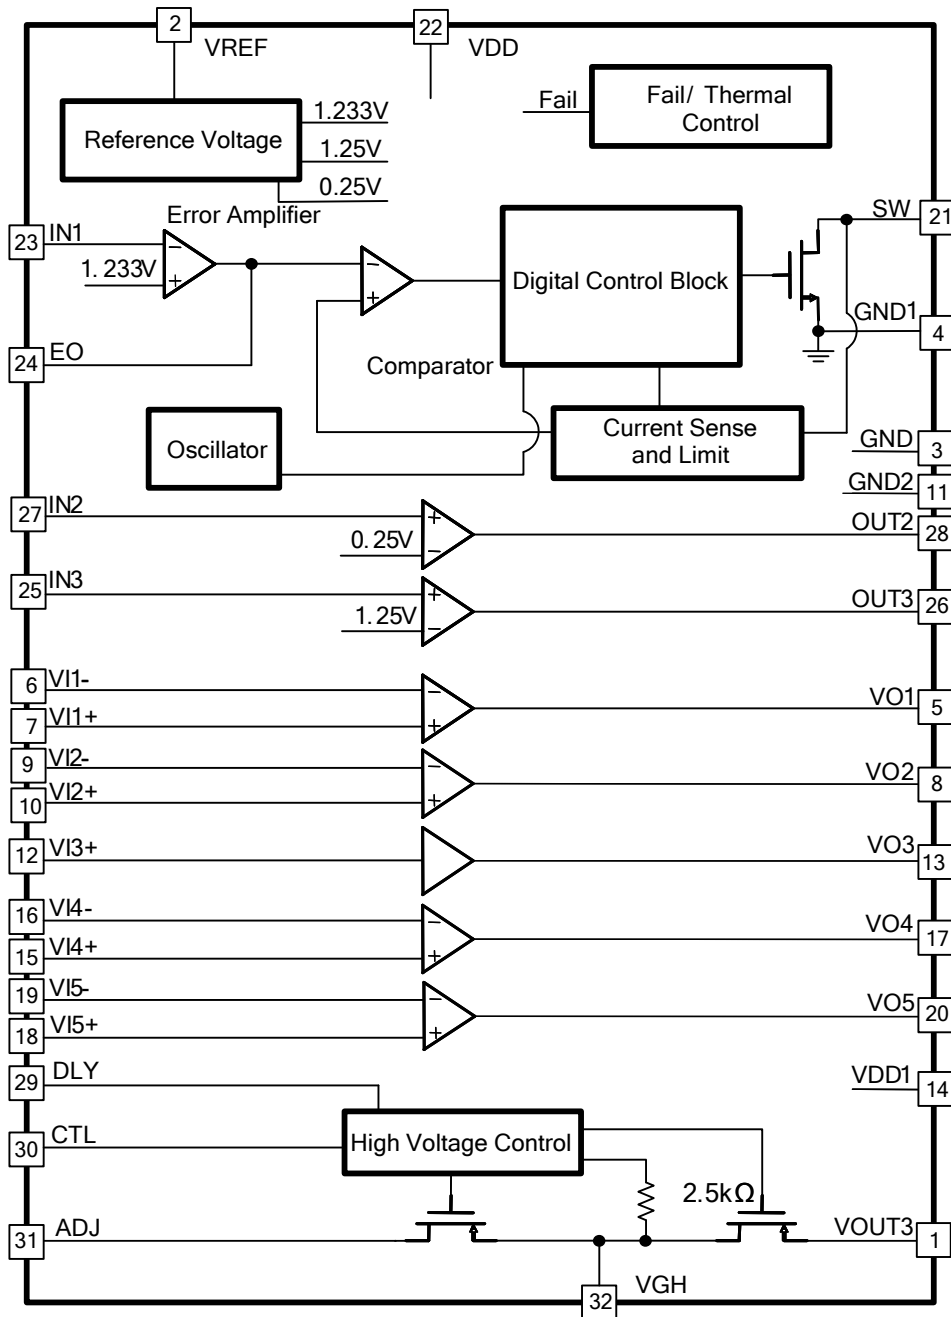 2
VREF
22
VDD
Reference Voltage
1.233V
1.25V
0.25V
Fail
Fail/ Thermal
Control
23
IN1
Error Amplifier
−
+
1.233V
24
EO
−
+
Comparator
Digital Control Block
SW
21
GND1
4
Oscillator
Current Sense
and Limit
GND
3
GND2
11
27
IN2
+
−
0.25V
OUT2
28
25
IN3
+
−
1.25V
OUT3
26
6
VI1-
7
VI1+
−
+
VO1
5
9
VI2-
10
VI2+
−
+
VO2
8
12
VI3+
VO3
13
16
VI4-
15
VI4+
−
+
VO4
17
19
VI5-
18
VI5+
−
+
VO5
20
29
DLY
VDD1
14
30
CTL
High Voltage Control
2.5kΩ
31
ADJ
VOUT3
1
VGH
32